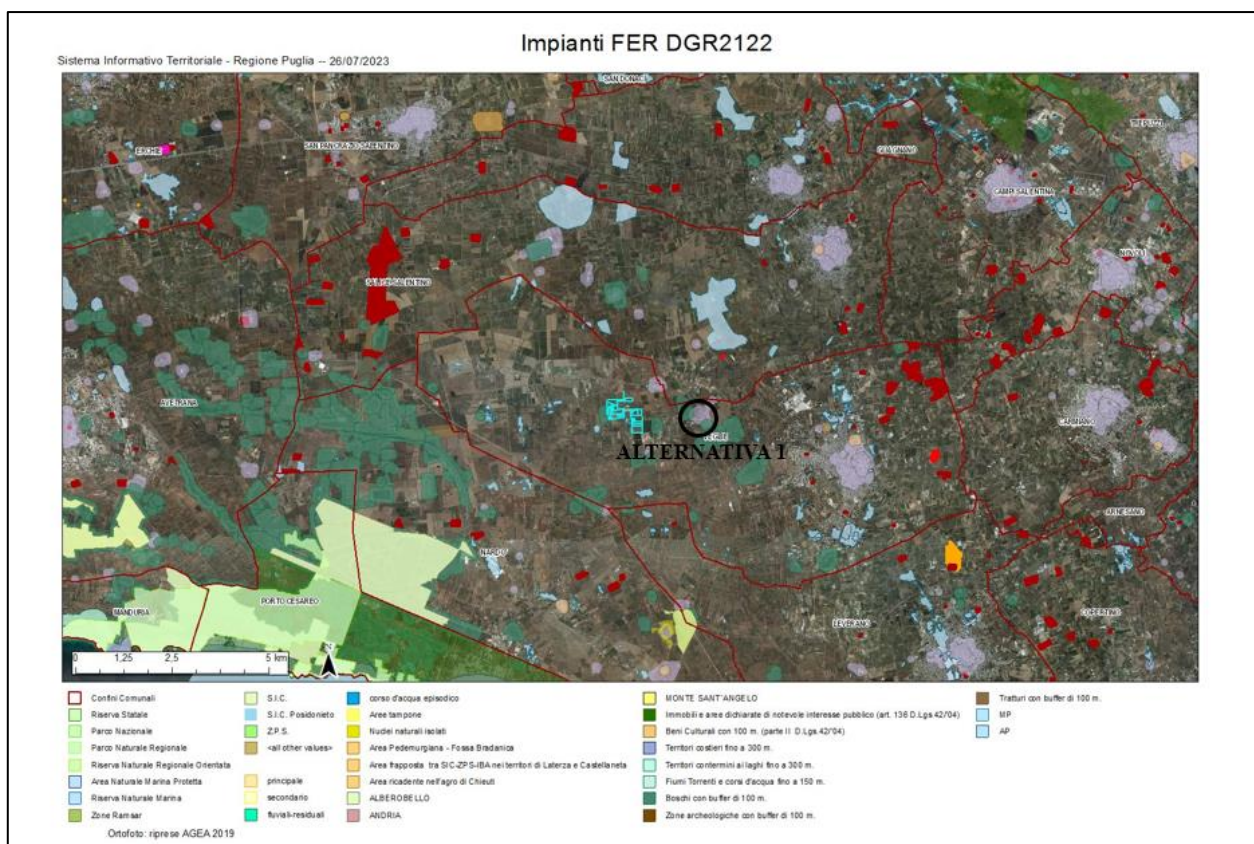 Impianti FER DGR2122
Sistema Informativo Territoriale - Regione Puglia -- 26/07/2023
SAN DONACI
TREPUZZI
ERCHIE
SAN PANCRAZIO SALENTINO
GUAGNANO
CAMPI SALENTINA
NOVOLI
SALICE SALENTINO
AVETRANA
CARMIANO
VEGLIE
ALTERNATIVA 1
ARNESANO
NARDO'
MANDURIA
PORTO CESAREO
LEVERANO
COPERTINO
N
0 1,25 2,5 5 km
Confini Comunali
Riserva Statale
Parco Nazionale
Parco Naturale Regionale
Riserva Naturale Regionale Orientata
Area Naturale Marina Protetta
Riserva Naturale Marina
Zone Ramsar
S.I.C.
S.I.C. Posidonieto
Z.P.S.
<all other values>
principale
secondario
fluviali-residuali
corso d'acqua episodico
Aree tampone
Nuclei naturali isolati
Area Pedemurgiana - Fossa Bradanica
Area frapposta tra SIC-ZPS-IBA nei territori di Laterza e Castellaneta
Area ricadente nell'agro di Chieuti
ALBEROBELLO
ANDRIA
MONTE SANT'ANGELO
Immobili e aree dichiarate di notevole interesse pubblico (art. 136 D.Lgs.42/'04)
Beni Culturali con 100 m. (parte II D.Lgs.42/'04)
Territori costieri fino a 300 m.
Territori contermini ai laghi fino a 300 m.
Fiumi Torrenti e corsi d'acqua fino a 150 m.
Boschi con buffer di 100 m.
Zone archeologiche con buffer di 100 m.
Tratturi con buffer di 100 m.
MP
AP
Ortofoto: riprese AGEA 2019